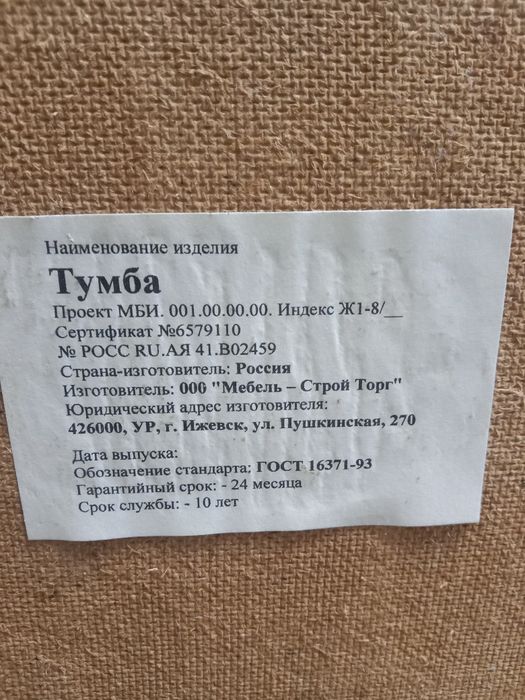 Наименование изделия
Тумба
Проект МБИ. 001.00.00.00. Индекс Ж1-8/__
Сертификат №6579110
№ РОСС RU.АЯ 41.В02459
Страна-изготовитель: Россия
Изготовитель: ООО "Мебель – Строй Торг"
Юридический адрес изготовителя:
426000, УР, г. Ижевск, ул. Пушкинская, 270
Дата выпуска:
Обозначение стандарта: ГОСТ 16371-93
Гарантийный срок: - 24 месяца
Срок службы: - 10 лет